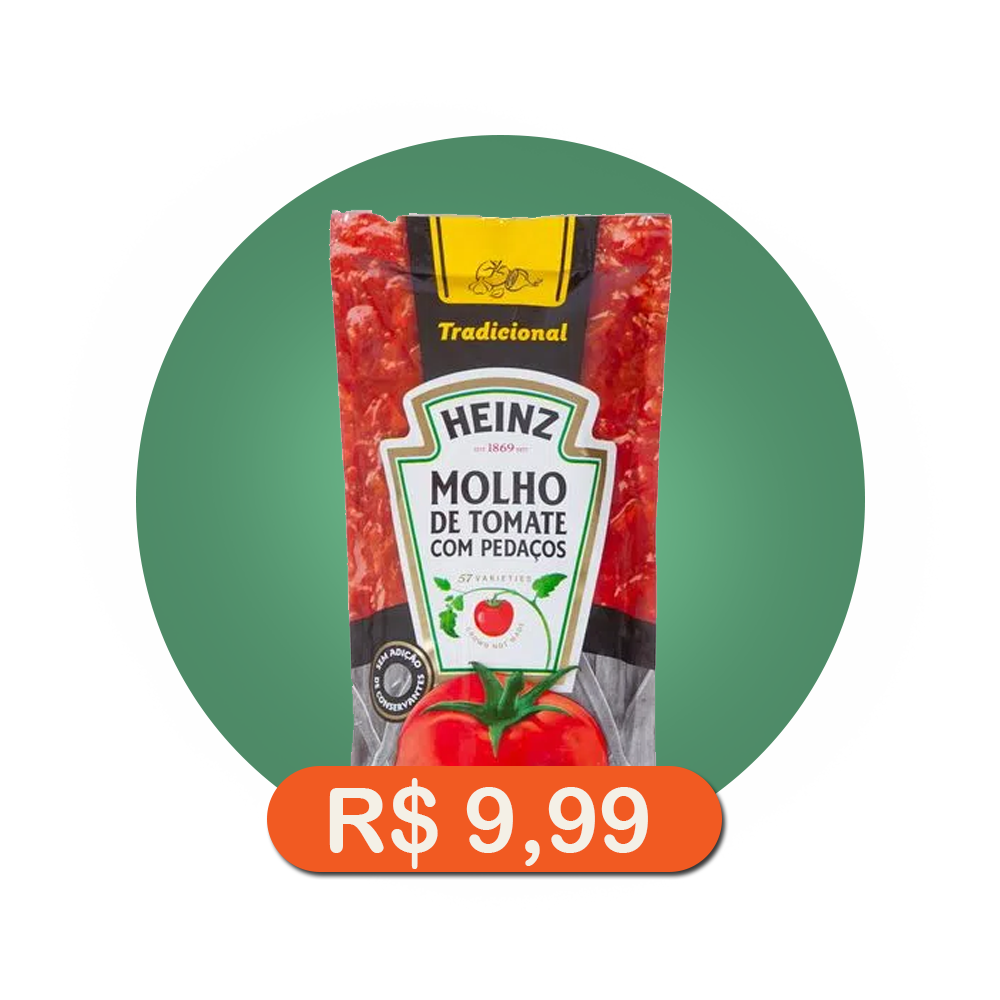 Tradicional
HEINZ
EST 1869 EST
MOLHO
DE TOMATE
COM PEDAÇOS
57 VARIETIES
GROWN NOT MADE
SEM ADIÇÃO
DE CONSERVANTES
R$ 9,99